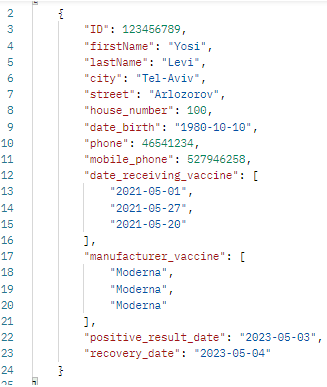 2 {
3 "ID": 123456789,
4 "firstName": "Yosi",
5 "lastName": "Levi",
6 "city": "Tel-Aviv",
7 "street": "Arlozorov",
8 "house_number": 100,
9 "date_birth": "1980-10-10",
10 "phone": 46541234,
11 "mobile_phone": 527946258,
12 "date_receiving_vaccine": [
13 "2021-05-01",
14 "2021-05-27",
15 "2021-05-20"
16 ],
17 "manufacturer_vaccine": [
18 "Moderna",
19 "Moderna",
20 "Moderna"
21 ],
22 "positive_result_date": "2023-05-03",
23 "recovery_date": "2023-05-04"
24 }